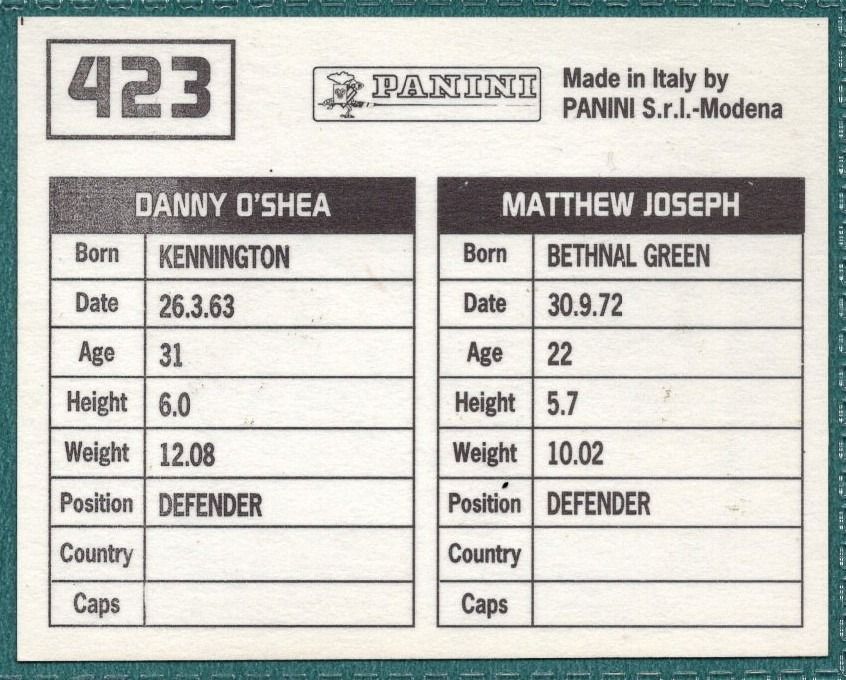 423
PANINI
Made in Italy by
PANINI S.r.l.-Modena
DANNY O'SHEA
Born KENNINGTON
Date 26.3.63
Age 31
Height 6.0
Weight 12.08
Position DEFENDER
Country
Caps
MATTHEW JOSEPH
Born BETHNAL GREEN
Date 30.9.72
Age 22
Height 5.7
Weight 10.02
Position DEFENDER
Country
Caps